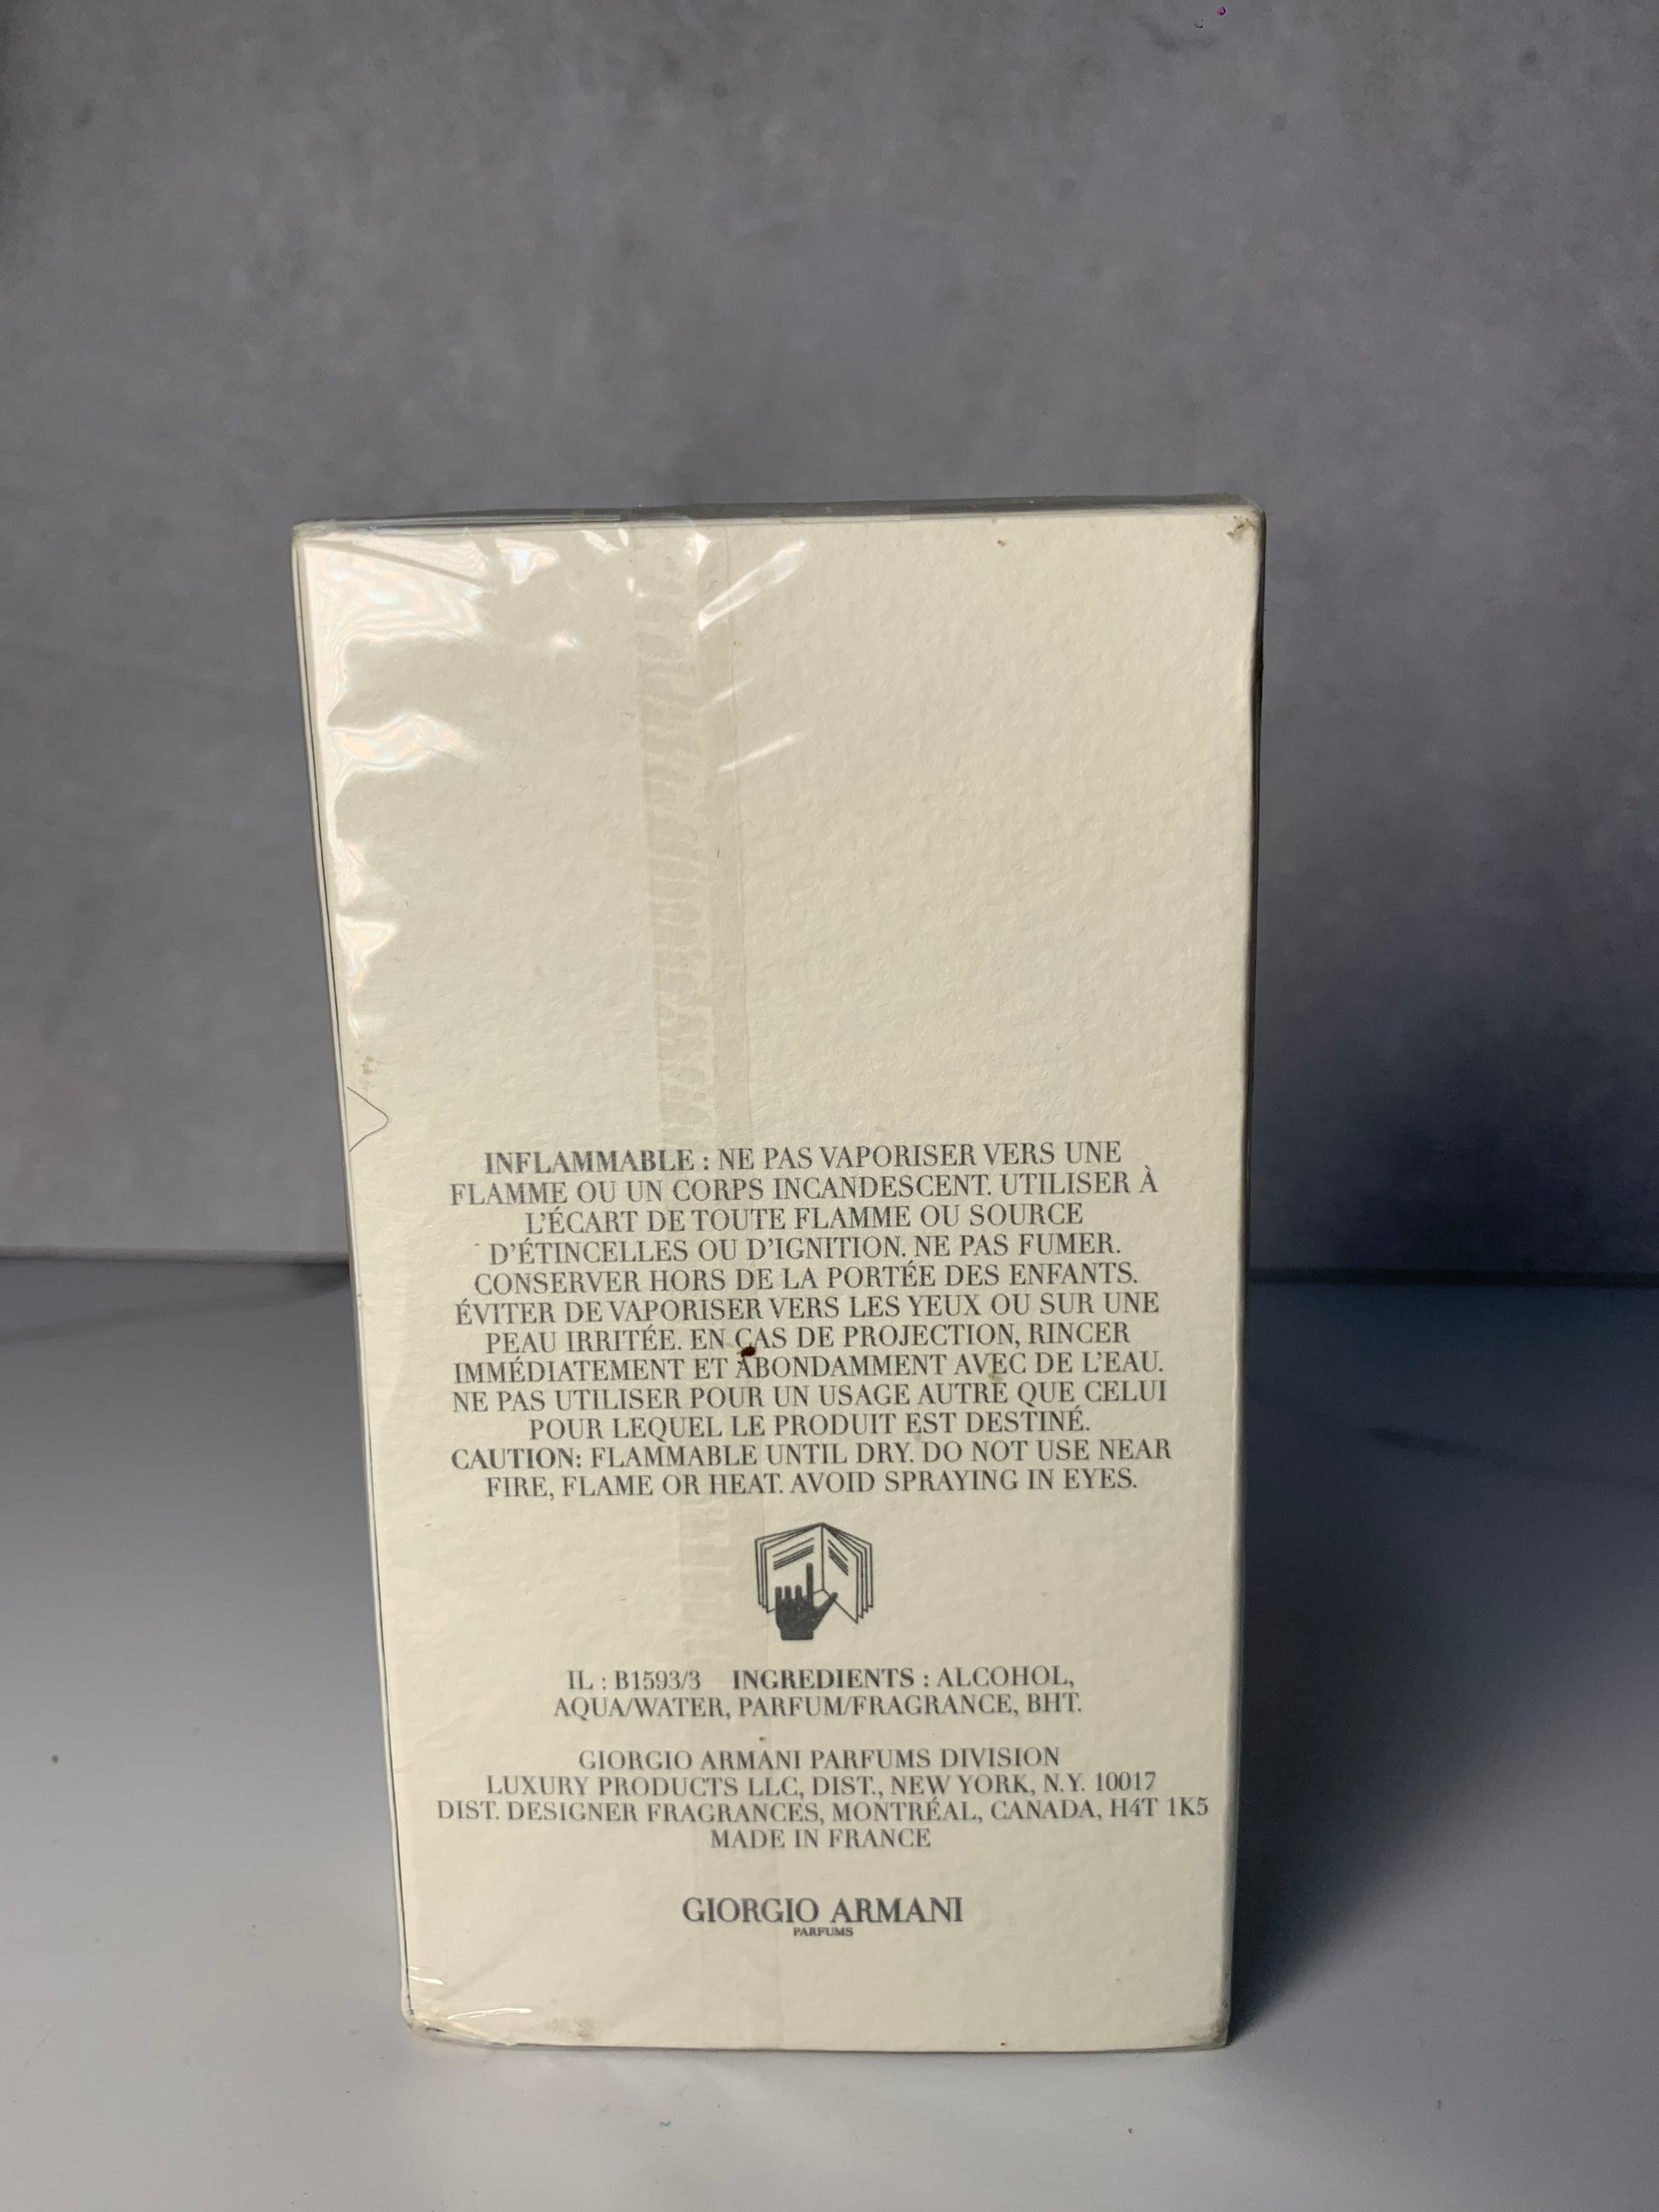 INFLAMMABLE : NE PAS VAPORISER VERS UNE
FLAMME OU UN CORPS INCANDESCENT. UTILISER À
L'ÉCART DE TOUTE FLAMME OU SOURCE
D'ÉTINCELLES OU D'IGNITION. NE PAS FUMER.
CONSERVER HORS DE LA PORTÉE DES ENFANTS.
ÉVITER DE VAPORISER VERS LES YEUX OU SUR UNE
PEAU IRRITÉE. EN CAS DE PROJECTION, RINCER
IMMÉDIATEMENT ET ABONDAMMENT AVEC DE L'EAU.
NE PAS UTILISER POUR UN USAGE AUTRE QUE CELUI
POUR LEQUEL LE PRODUIT EST DESTINÉ.
CAUTION: FLAMMABLE UNTIL DRY. DO NOT USE NEAR
FIRE, FLAME OR HEAT. AVOID SPRAYING IN EYES.
IL : B1593/3 INGREDIENTS : ALCOHOL,
AQUA/WATER, PARFUM/FRAGRANCE, BHT.
GIORGIO ARMANI PARFUMS DIVISION
LUXURY PRODUCTS LLC, DIST., NEW YORK, N.Y. 10017
DIST. DESIGNER FRAGRANCES, MONTRÉAL, CANADA, H4T 1K5
MADE IN FRANCE
GIORGIO ARMANI
PARFUMS